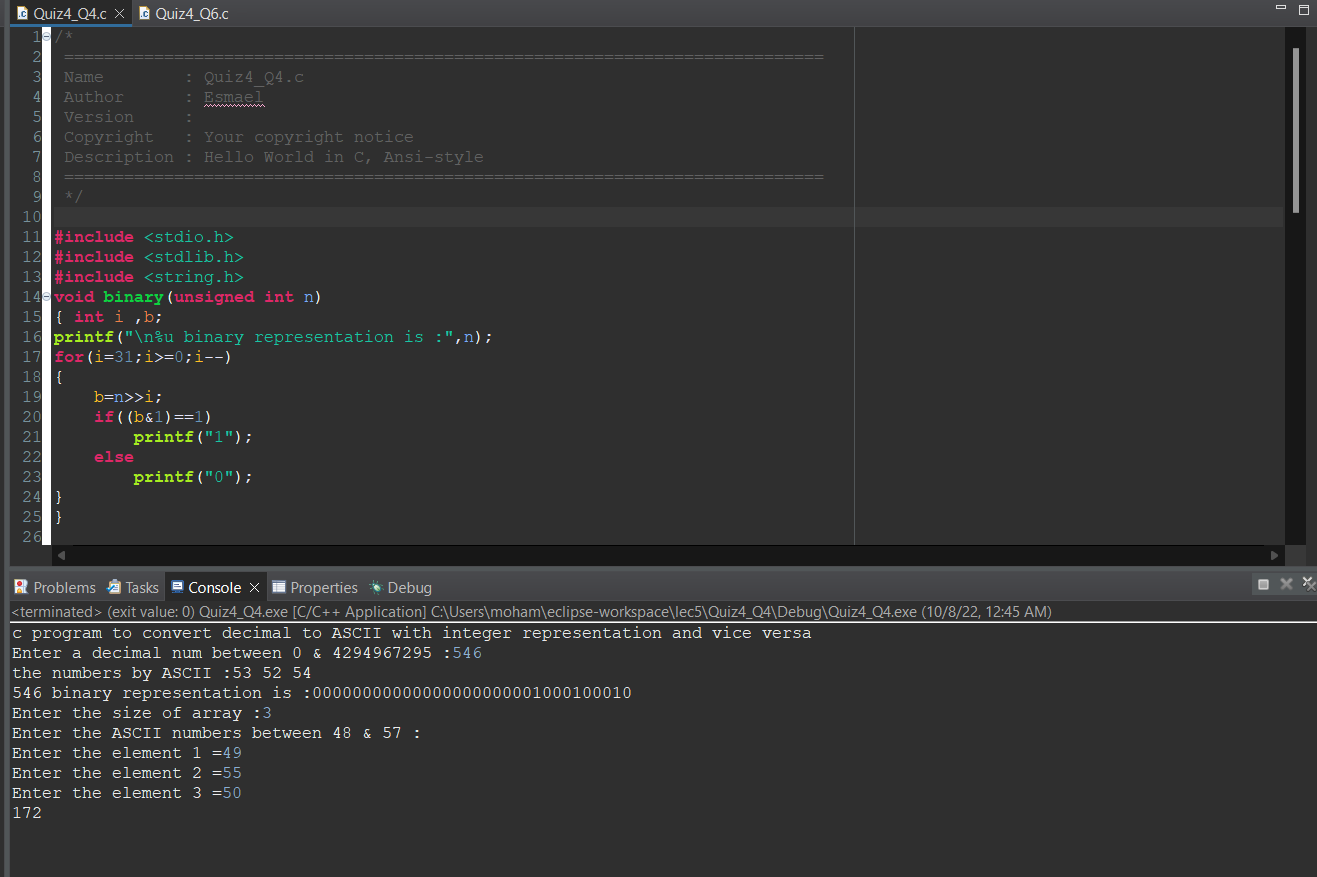 Quiz4_Q4.c Quiz4_Q6.c
1 /*
2 ============================================================================
3 Name : Quiz4_Q4.c
4 Author : Esmael
5 Version :
6 Copyright : Your copyright notice
7 Description : Hello World in C, Ansi-style
8 ============================================================================
9 */
10
11 #include <stdio.h>
12 #include <stdlib.h>
13 #include <string.h>
14 void binary(unsigned int n)
15 { int i ,b;
16 printf("\n%u binary representation is :",n);
17 for(i=31;i>=0;i--)
18 {
19 b=n>>i;
20 if((b&1)==1)
21 printf("1");
22 else
23 printf("0");
24 }
25 }
26
Problems Tasks Console Properties Debug
<terminated> (exit value: 0) Quiz4_Q4.exe [C/C++ Application] C:\Users\moham\eclipse-workspace\lec5\Quiz4_Q4\Debug\Quiz4_Q4.exe (10/8/22, 12:45 AM)
c program to convert decimal to ASCII with integer representation and vice versa
Enter a decimal num between 0 & 4294967295 :546
the numbers by ASCII :53 52 54
546 binary representation is :00000000000000000000001000100010
Enter the size of array :3
Enter the ASCII numbers between 48 & 57 :
Enter the element 1 =49
Enter the element 2 =55
Enter the element 3 =50
172